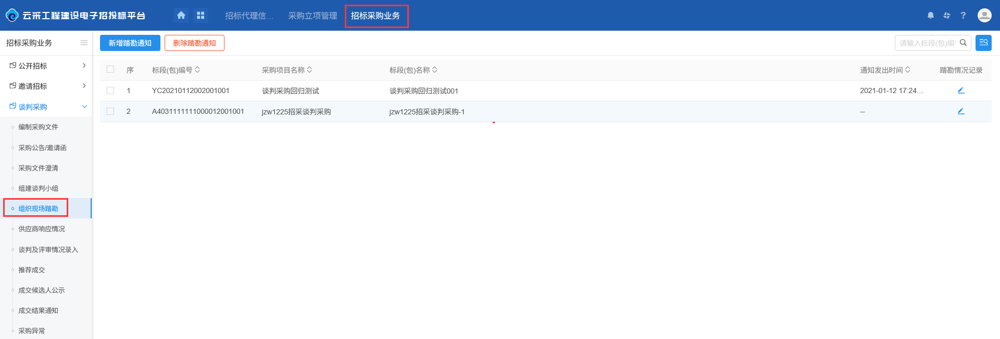 云采工程建设电子招投标平台
招标代理信...
采购立项管理
招标采购业务
招标采购业务
公开招标
邀请招标
谈判采购
编制采购文件
采购公告/邀请函
采购文件澄清
组建谈判小组
组织现场踏勘
供应商响应情况
谈判及评审情况录入
推荐成交
成交候选人公示
成交结果通知
采购异常
新增踏勘通知 删除踏勘通知
请输入标段(包)编
序 标段(包)编号 采购项目名称 标段(包)名称 通知发出时间 踏勘情况记录
1 YC20210112002001001 谈判采购回归测试 谈判采购回归测试001 2021-01-12 17:24...
2 A4031111111000012001001 jzw1225招采谈判采购 jzw1225招采谈判采购-1 --